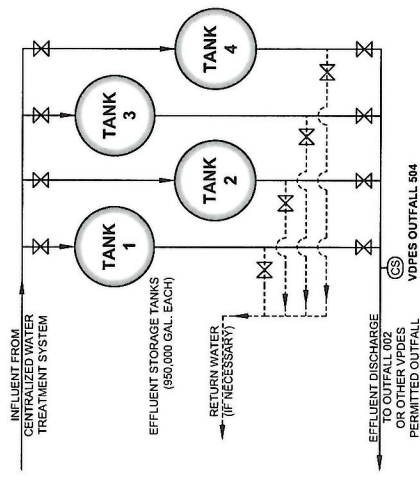 INFLUENT FROM
CENTRALIZED WATER
TREATMENT SYSTEM
TANK
1
TANK
2
TANK
3
TANK
4
EFFLUENT STORAGE TANKS
(950,000 GAL. EACH)
RETURN WATER
(IF NECESSARY)
EFFLUENT DISCHARGE
TO OUTFALL 002
OR OTHER VPDES
PERMITTED OUTFALL
CS
VDPES OUTFALL 504